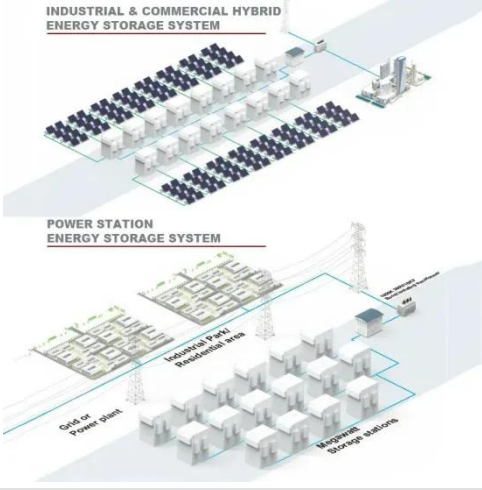 INDUSTRIAL & COMMERCIAL HYBRID
ENERGY STORAGE SYSTEM
POWER STATION
ENERGY STORAGE SYSTEM
Industrial Park/
Residential area
Grid or
Power plant
Megawatt
Storage stations